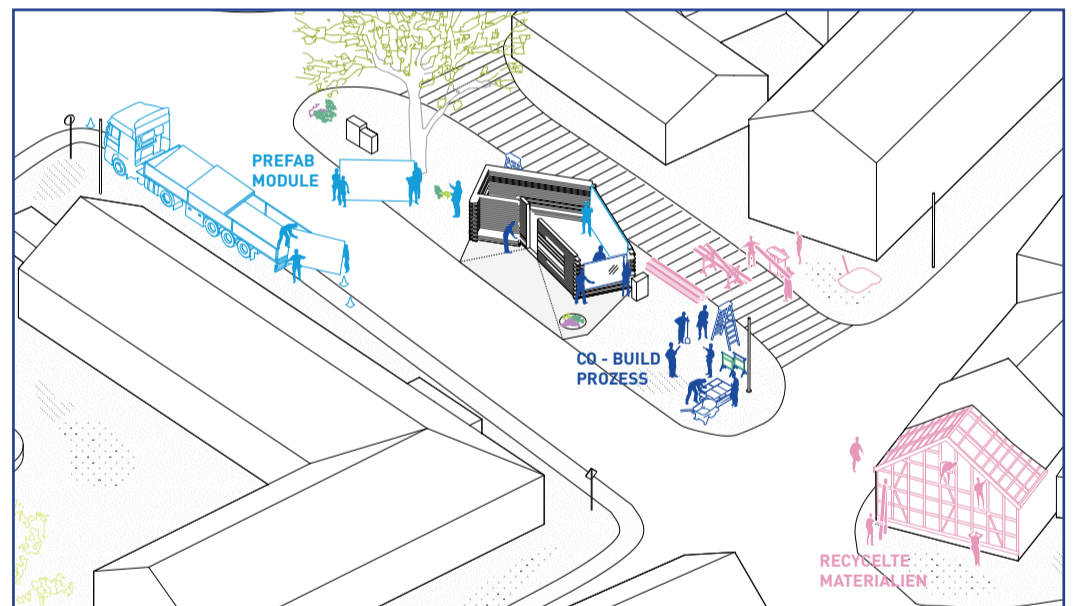 PREFAB
MODULE
CO - BUILD
PROZESS
RECYCELTE
MATERIALIEN